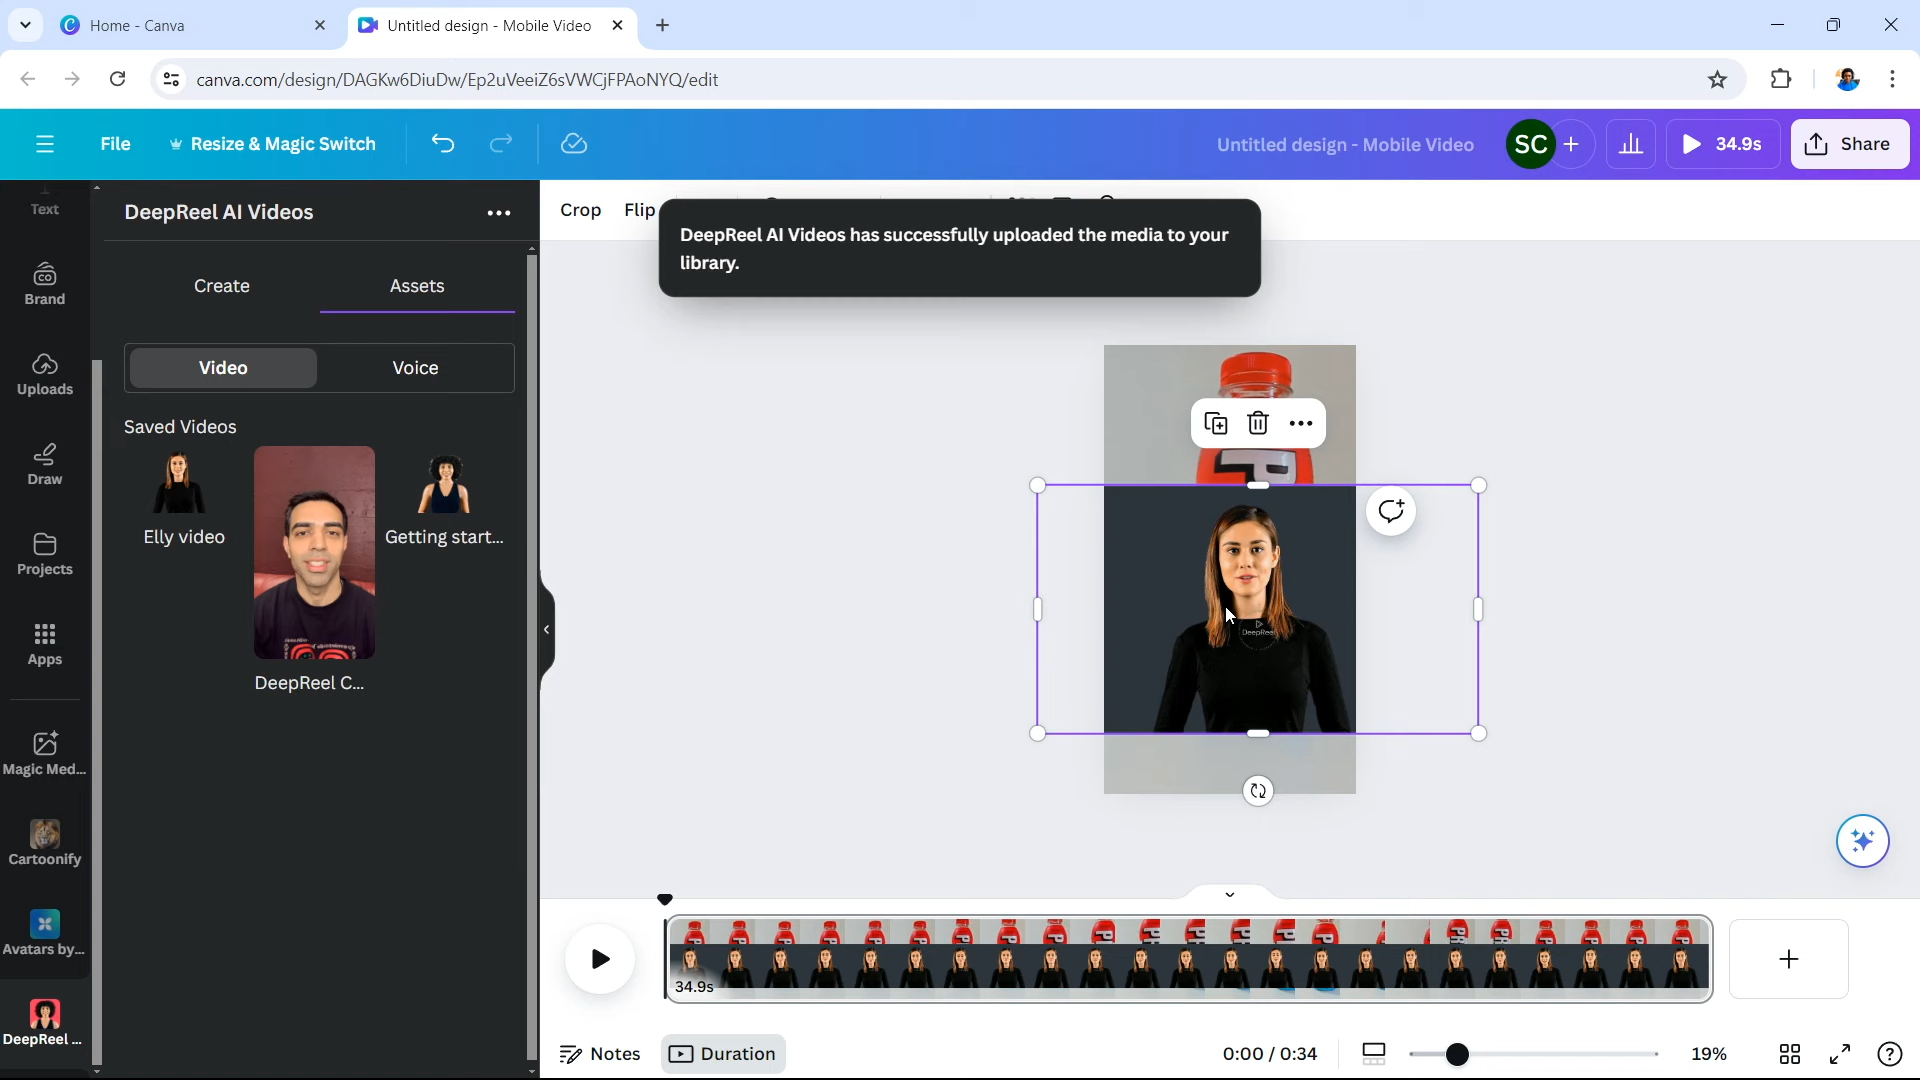 Home - Canva
Untitled design - Mobile Video
canva.com/design/DAGKw6DiuDw/Ep2uVeeiZ6sVWCjFPAoNYQ/edit
File
Resize & Magic Switch
Untitled design - Mobile Video
SC
34.9s
Share
Text
Brand
Uploads
Draw
Projects
Apps
Magic Med...
Cartoonify
Avatars by...
DeepReel ...
DeepReel AI Videos
Create
Assets
Video
Voice
Saved Videos
Elly video
DeepReel C...
Getting start...
Crop
Flip
DeepReel AI Videos has successfully uploaded the media to your
library.
DeepReel
34.9s
Notes
Duration
0:00 / 0:34
19%